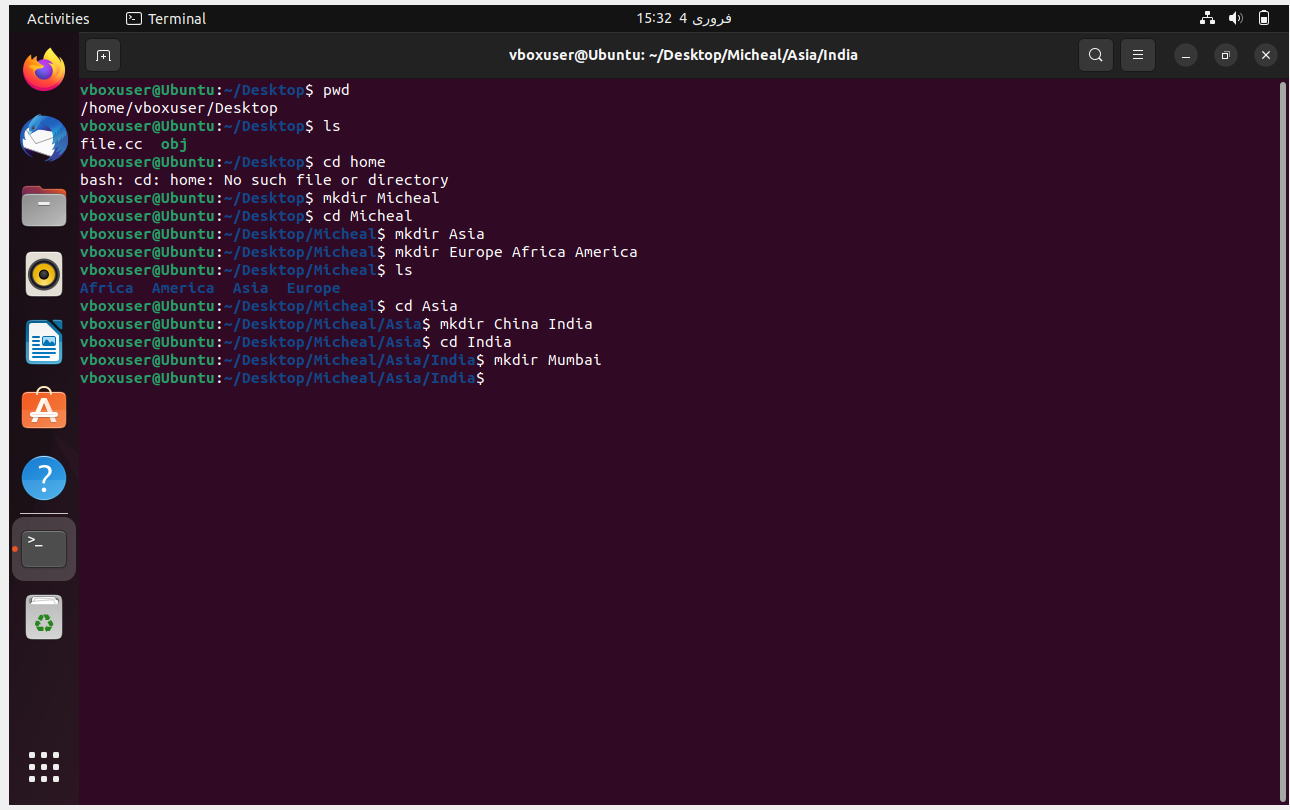 Activities Terminal 15:32 4 فروری
vboxuser@Ubuntu: ~/Desktop/Micheal/Asia/India
vboxuser@Ubuntu:~/Desktop$ pwd
/home/vboxuser/Desktop
vboxuser@Ubuntu:~/Desktop$ ls
file.cc  obj
vboxuser@Ubuntu:~/Desktop$ cd home
bash: cd: home: No such file or directory
vboxuser@Ubuntu:~/Desktop$ mkdir Micheal
vboxuser@Ubuntu:~/Desktop$ cd Micheal
vboxuser@Ubuntu:~/Desktop/Micheal$ mkdir Asia
vboxuser@Ubuntu:~/Desktop/Micheal$ mkdir Europe Africa America
vboxuser@Ubuntu:~/Desktop/Micheal$ ls
Africa  America  Asia  Europe
vboxuser@Ubuntu:~/Desktop/Micheal$ cd Asia
vboxuser@Ubuntu:~/Desktop/Micheal/Asia$ mkdir China India
vboxuser@Ubuntu:~/Desktop/Micheal/Asia$ cd India
vboxuser@Ubuntu:~/Desktop/Micheal/Asia/India$ mkdir Mumbai
vboxuser@Ubuntu:~/Desktop/Micheal/Asia/India$